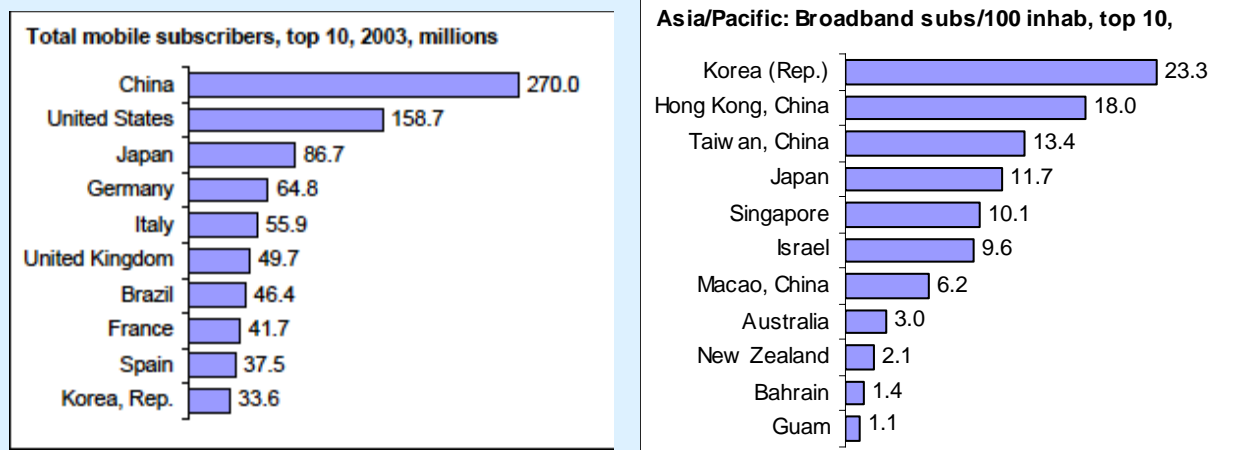 Total mobile subscribers, top 10, 2003, millions
China 270.0
United States 158.7
Japan 86.7
Germany 64.8
Italy 55.9
United Kingdom 49.7
Brazil 46.4
France 41.7
Spain 37.5
Korea, Rep. 33.6
Asia/Pacific: Broadband subs/100 inhab, top 10,
Korea (Rep.) 23.3
Hong Kong, China 18.0
Taiwan, China 13.4
Japan 11.7
Singapore 10.1
Israel 9.6
Macao, China 6.2
Australia 3.0
New Zealand 2.1
Bahrain 1.4
Guam 1.1